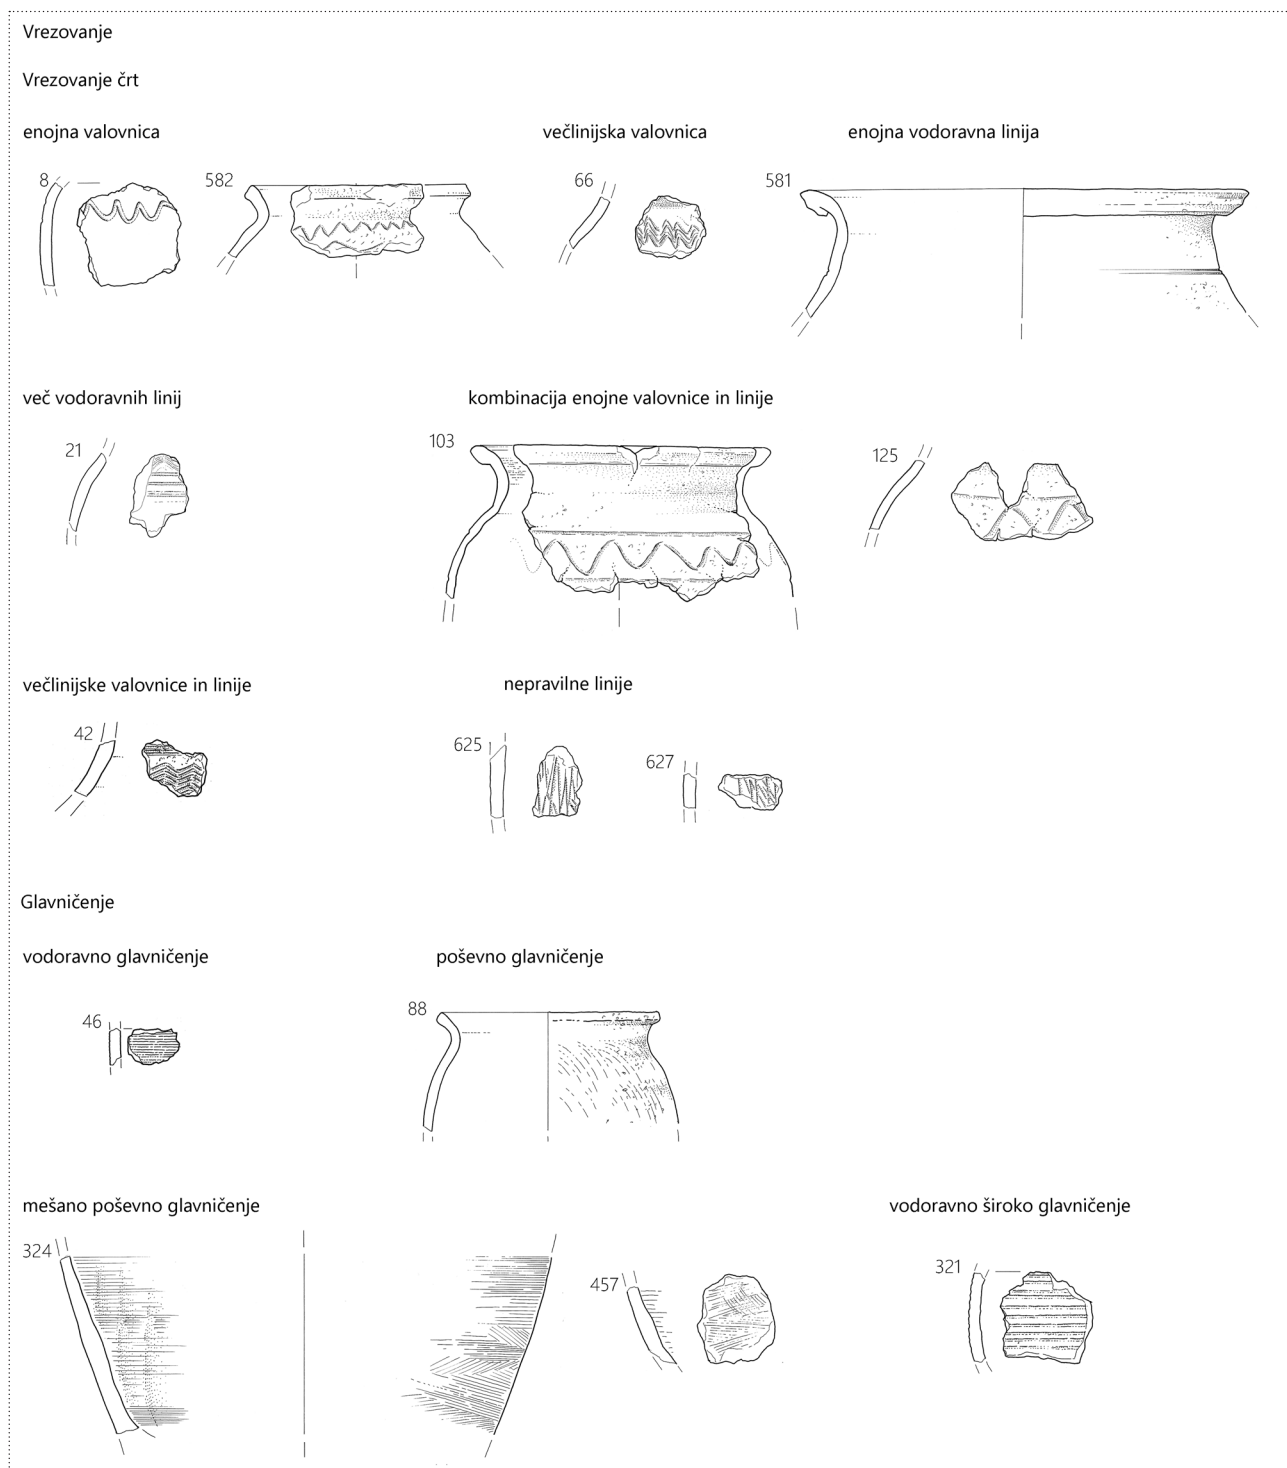 Vrezovanje
Vrezovanje črt
enojna valovnica večlinijska valovnica enojna vodoravna linija
8 582 66 581
več vodoravnih linij kombinacija enojne valovnice in linije
21 103 125
večlinijske valovnice in linije nepravilne linije
42 625 627
Glavničenje
vodoravno glavničenje poševno glavničenje
46 88
mešano poševno glavničenje vodoravno široko glavničenje
324 457 321